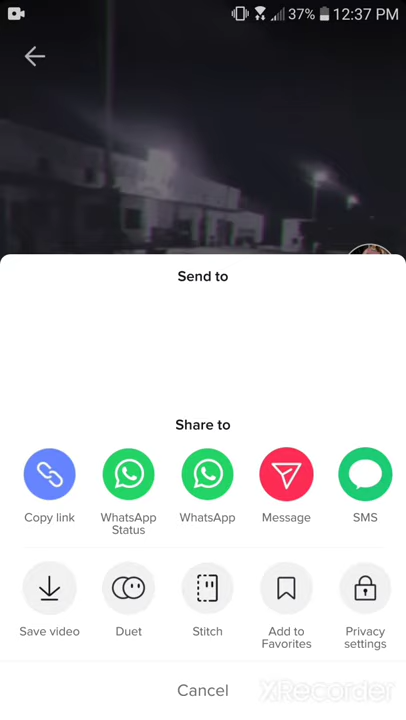 37% 12:37 PM
Send to
Share to
Copy link
WhatsApp Status
WhatsApp
Message
SMS
Save video
Duet
Stitch
Add to Favorites
Privacy settings
Cancel
XRecorder